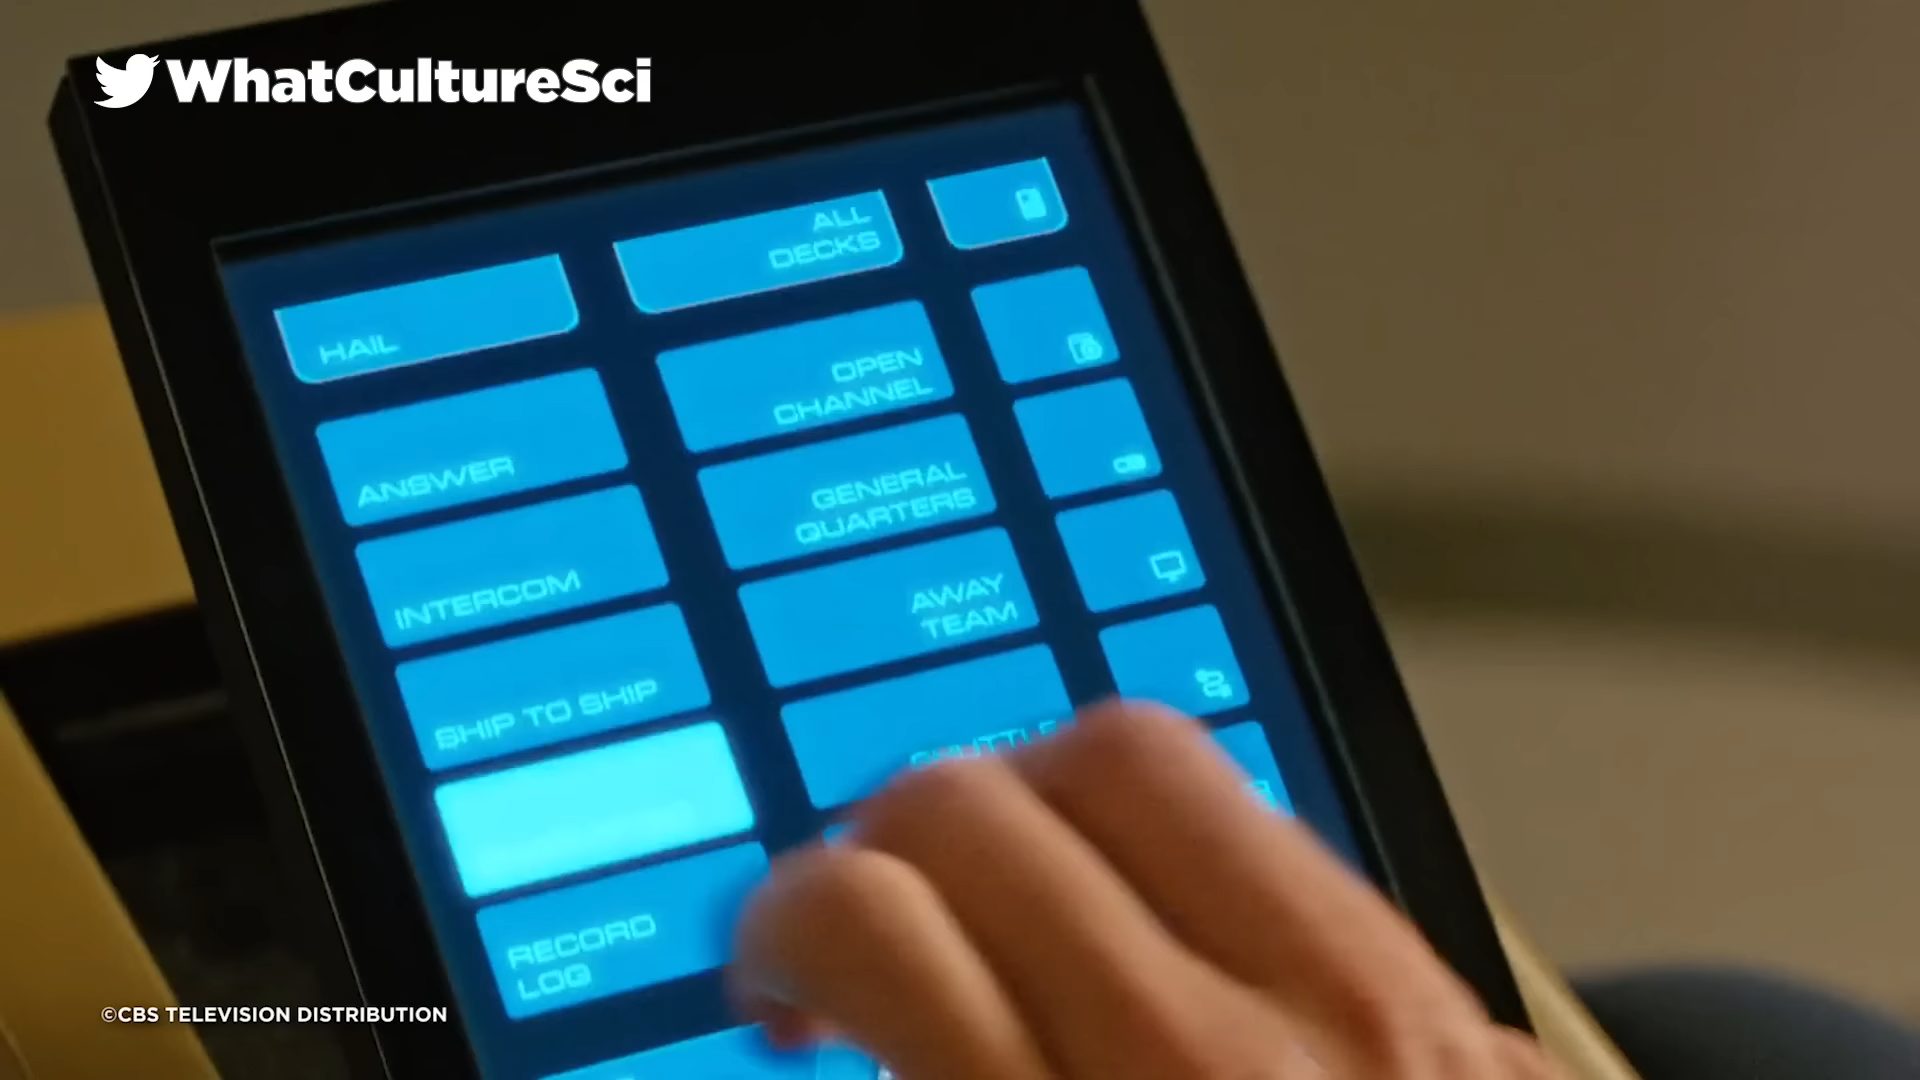 WhatCultureSci
ALL
DECKS
HAIL
OPEN
CHANNEL
ANSWER
GENERAL
QUARTERS
INTERCOM
AWAY
TEAM
SHIP TO SHIP
SHUTTLE
RECORD
LOG
©CBS TELEVISION DISTRIBUTION